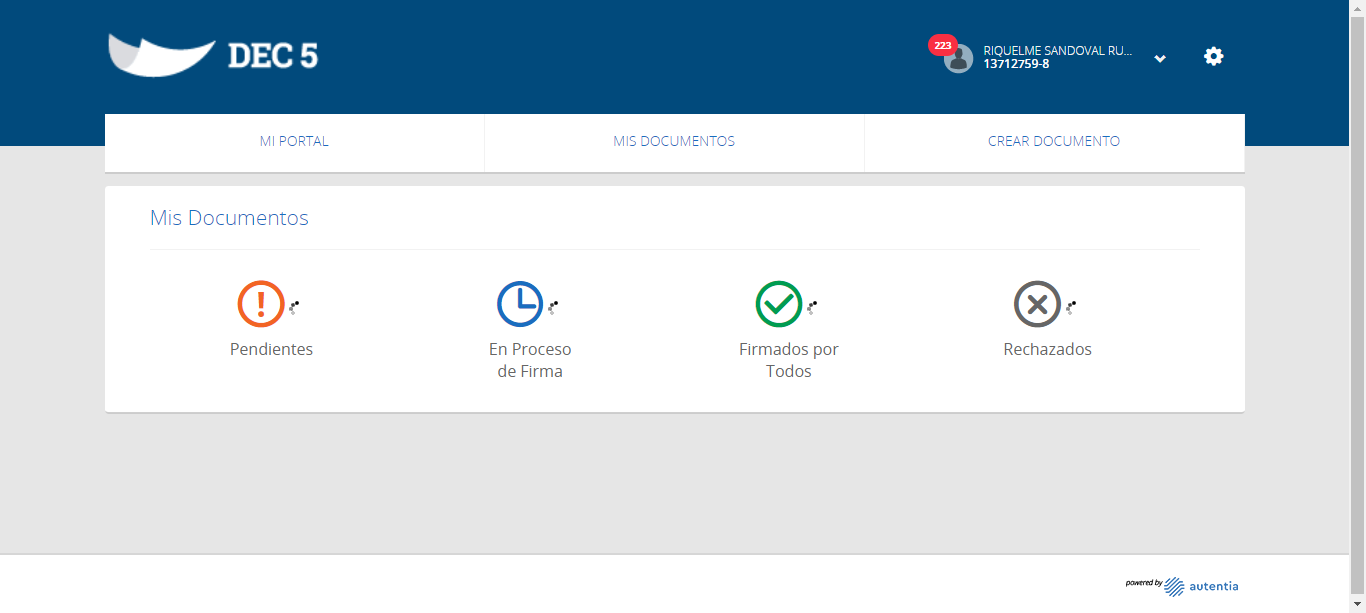 DEC 5
223
RIQUELME SANDOVAL RU...
13712759-8
MI PORTAL
MIS DOCUMENTOS
CREAR DOCUMENTO
Mis Documentos
Pendientes
En Proceso
de Firma
Firmados por
Todos
Rechazados
powered by autentia